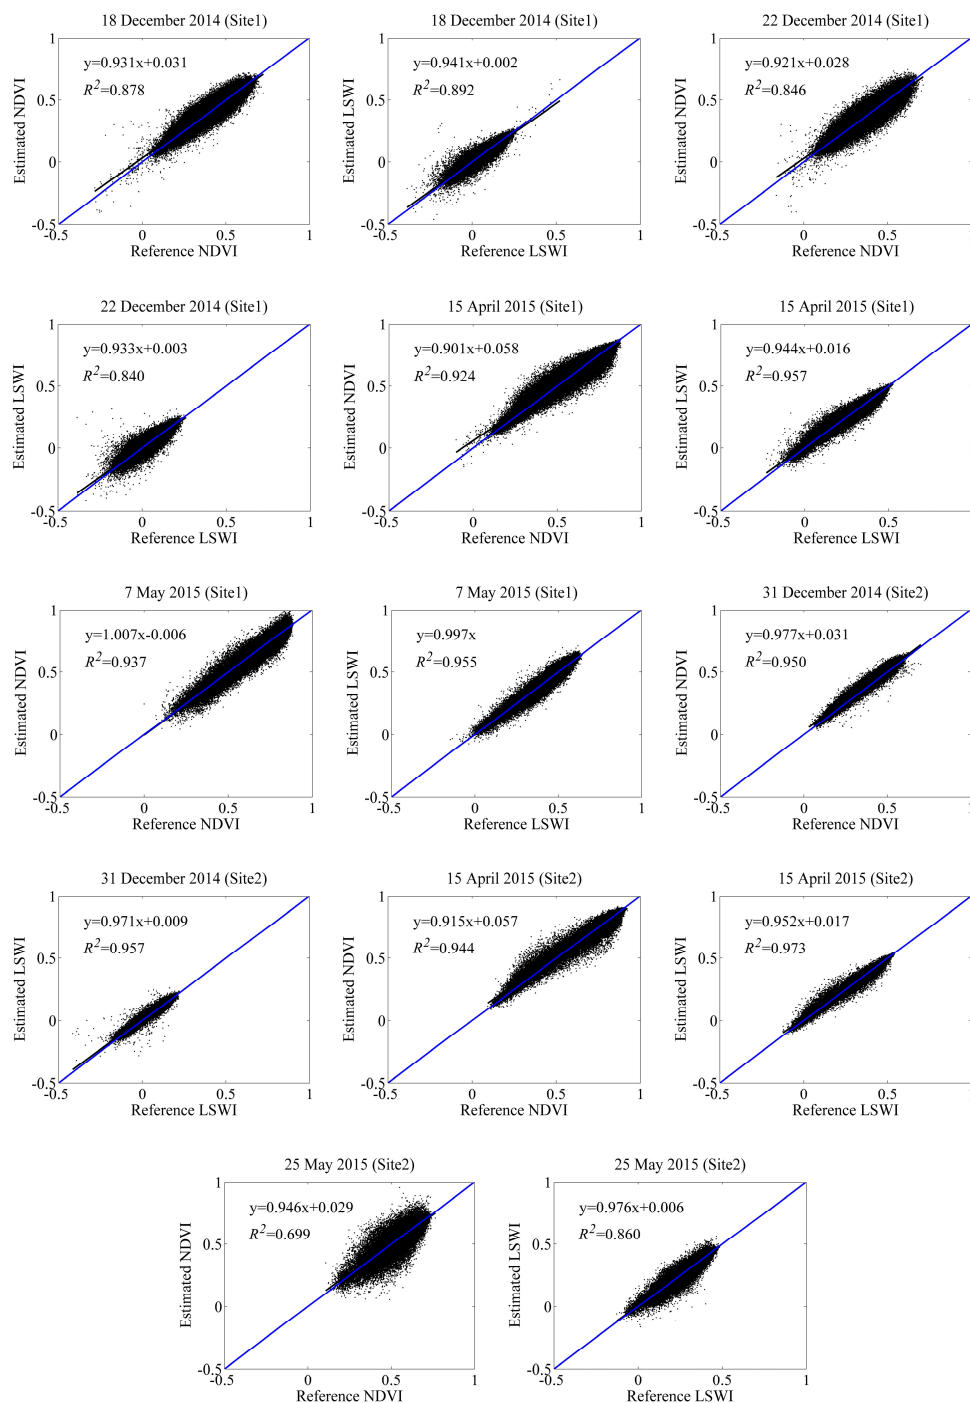 18 December 2014 (Site1)
1
0.5
0
-0.5
-0.5 0 0.5 1
Estimated NDVI
Reference NDVI
y=0.931x+0.031
R²=0.878
18 December 2014 (Site1)
1
0.5
0
-0.5
-0.5 0 0.5 1
Estimated LSWI
Reference LSWI
y=0.941x+0.002
R²=0.892
22 December 2014 (Site1)
1
0.5
0
-0.5
-0.5 0 0.5 1
Estimated NDVI
Reference NDVI
y=0.921x+0.028
R²=0.846
22 December 2014 (Site1)
1
0.5
0
-0.5
-0.5 0 0.5 1
Estimated LSWI
Reference LSWI
y=0.933x+0.003
R²=0.840
15 April 2015 (Site1)
1
0.5
0
-0.5
-0.5 0 0.5 1
Estimated NDVI
Reference NDVI
y=0.901x+0.058
R²=0.924
15 April 2015 (Site1)
1
0.5
0
-0.5
-0.5 0 0.5 1
Estimated LSWI
Reference LSWI
y=0.944x+0.016
R²=0.957
7 May 2015 (Site1)
1
0.5
0
-0.5
-0.5 0 0.5 1
Estimated NDVI
Reference NDVI
y=1.007x-0.006
R²=0.937
7 May 2015 (Site1)
1
0.5
0
-0.5
-0.5 0 0.5 1
Estimated LSWI
Reference LSWI
y=0.997x
R²=0.955
31 December 2014 (Site2)
1
0.5
0
-0.5
-0.5 0 0.5 1
Estimated NDVI
Reference NDVI
y=0.977x+0.031
R²=0.950
31 December 2014 (Site2)
1
0.5
0
-0.5
-0.5 0 0.5 1
Estimated LSWI
Reference LSWI
y=0.971x+0.009
R²=0.957
15 April 2015 (Site2)
1
0.5
0
-0.5
-0.5 0 0.5 1
Estimated NDVI
Reference NDVI
y=0.915x+0.057
R²=0.944
15 April 2015 (Site2)
1
0.5
0
-0.5
-0.5 0 0.5 1
Estimated LSWI
Reference LSWI
y=0.952x+0.017
R²=0.973
25 May 2015 (Site2)
1
0.5
0
-0.5
-0.5 0 0.5 1
Estimated NDVI
Reference NDVI
y=0.946x+0.029
R²=0.699
25 May 2015 (Site2)
1
0.5
0
-0.5
-0.5 0 0.5 1
Estimated LSWI
Reference LSWI
y=0.976x+0.006
R²=0.860